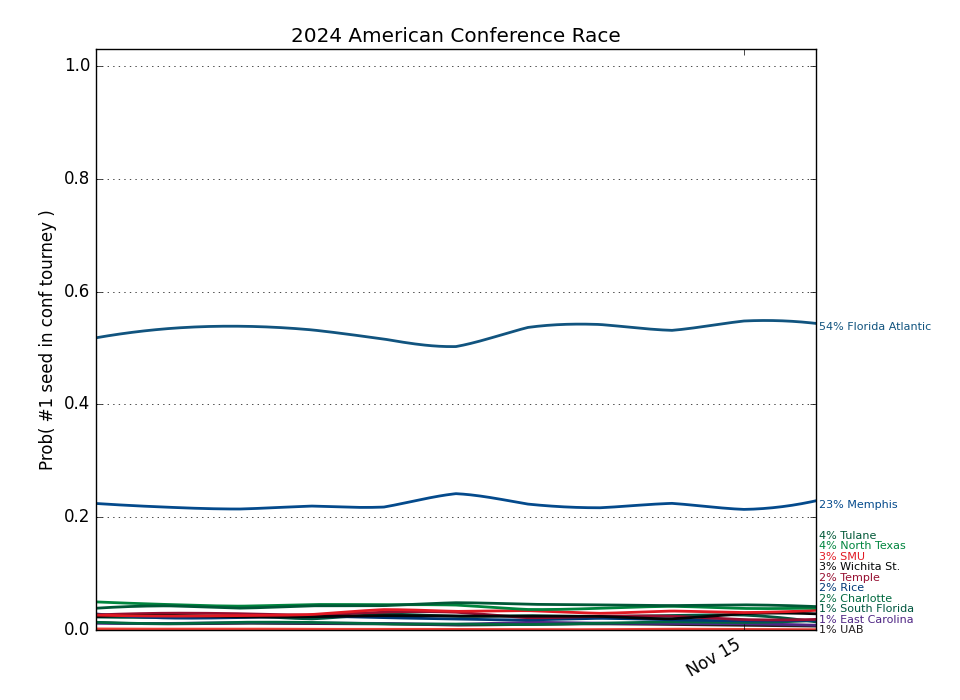 2024 American Conference Race
Prob( #1 seed in conf tourney )
1.0
0.8
0.6
0.4
0.2
0.0
Nov 15
54% Florida Atlantic
23% Memphis
4% Tulane
4% North Texas
3% SMU
3% Wichita St.
2% Temple
2% Rice
2% Charlotte
1% South Florida
1% East Carolina
1% UAB